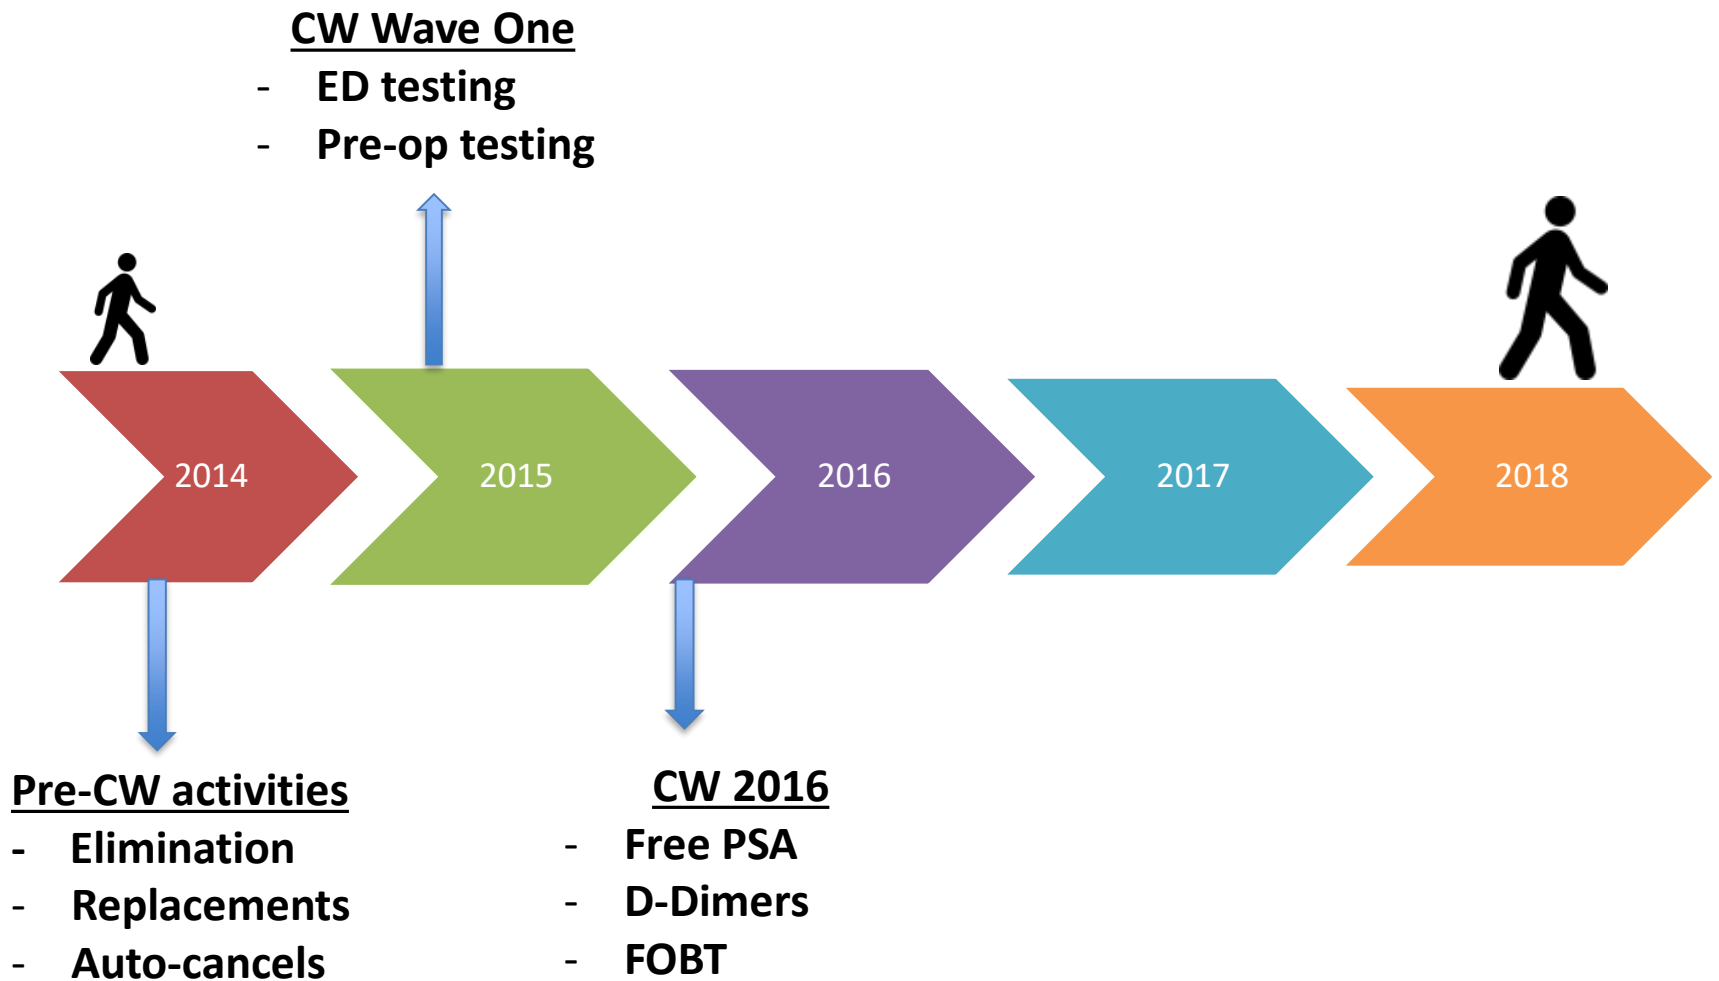 CW Wave One
- ED testing
- Pre-op testing
2014
2015
2016
2017
2018
Pre-CW activities
- Elimination
- Replacements
- Auto-cancels
CW 2016
- Free PSA
- D-Dimers
- FOBT